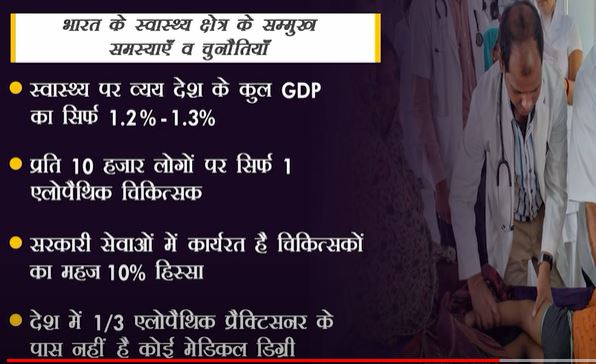 भारत के स्वास्थ्य क्षेत्र के सम्मुख
समस्याएँ व चुनौतियाँ
स्वास्थ्य पर व्यय देश के कुल GDP
का सिर्फ 1.2%-1.3%
प्रति 10 हजार लोगों पर सिर्फ 1
एलोपैथिक चिकित्सक
सरकारी सेवाओं में कार्यरत है चिकित्सकों
का महज 10% हिस्सा
देश में 1/3 एलोपैथिक प्रैक्टिसनर के
पास नहीं है कोई मेडिकल डिग्री